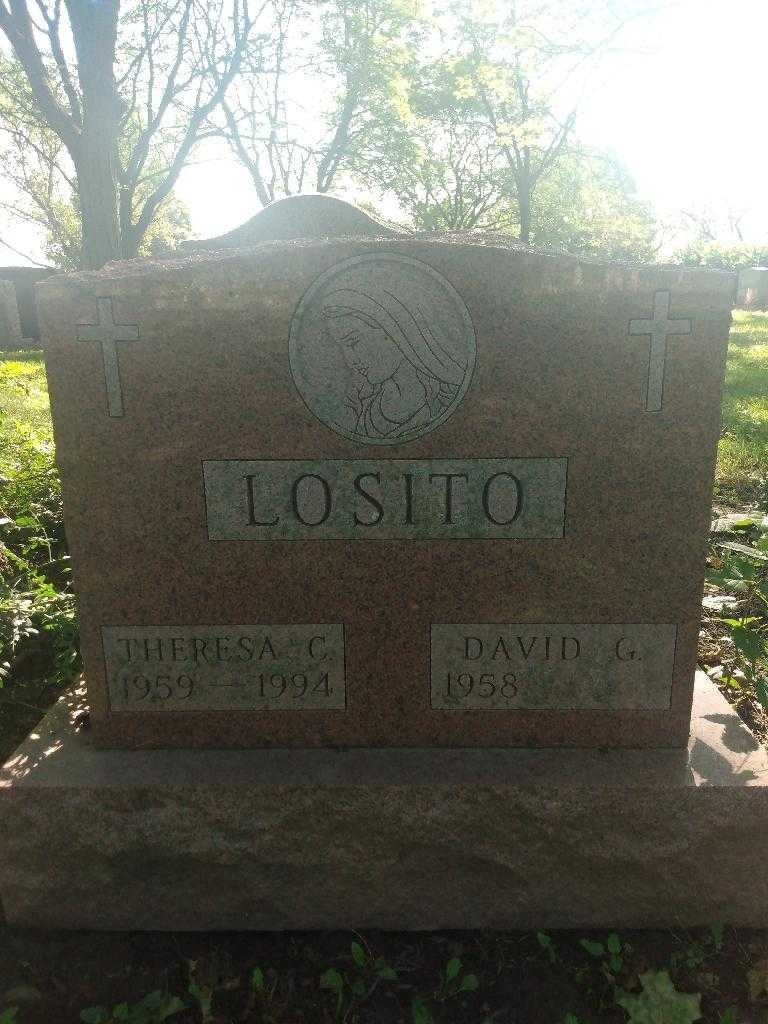 LOSITO
THERESA C.
1959 — 1994
DAVID G.
1958